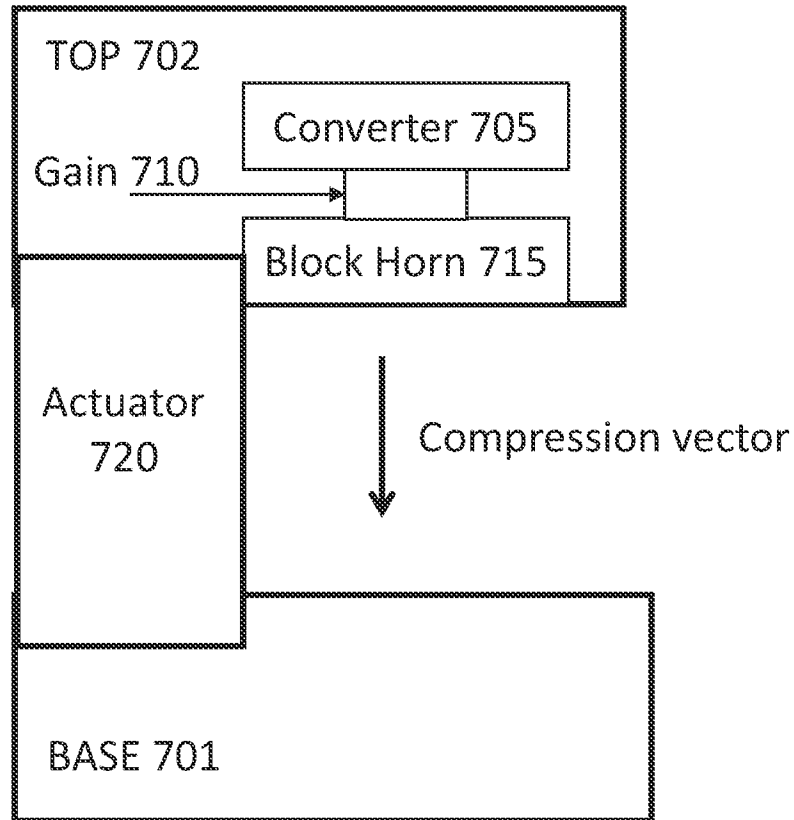 TOP 702
Converter 705
Gain 710
Block Horn 715
Actuator
720
Compression vector
BASE 701